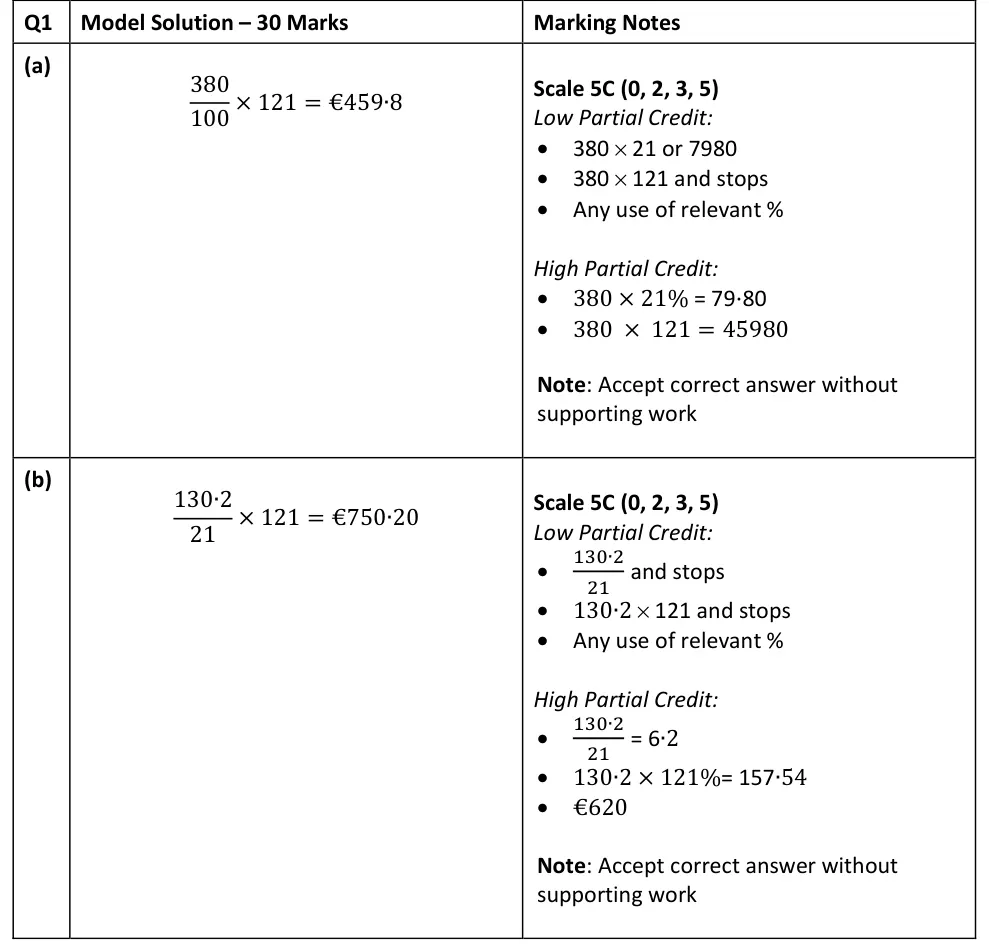 Q1 Model Solution – 30 Marks Marking Notes
(a)
380/100 × 121 = €459·8
Scale 5C (0, 2, 3, 5)
Low Partial Credit:
• 380 × 21 or 7980
• 380 × 121 and stops
• Any use of relevant %
High Partial Credit:
• 380 × 21% = 79·80
• 380 × 121 = 45980
Note: Accept correct answer without
supporting work
(b)
130·2/21 × 121 = €750·20
Scale 5C (0, 2, 3, 5)
Low Partial Credit:
• 130·2/21 and stops
• 130·2 × 121 and stops
• Any use of relevant %
High Partial Credit:
• 130·2/21 = 6·2
• 130·2 × 121%= 157·54
• €620
Note: Accept correct answer without
supporting work